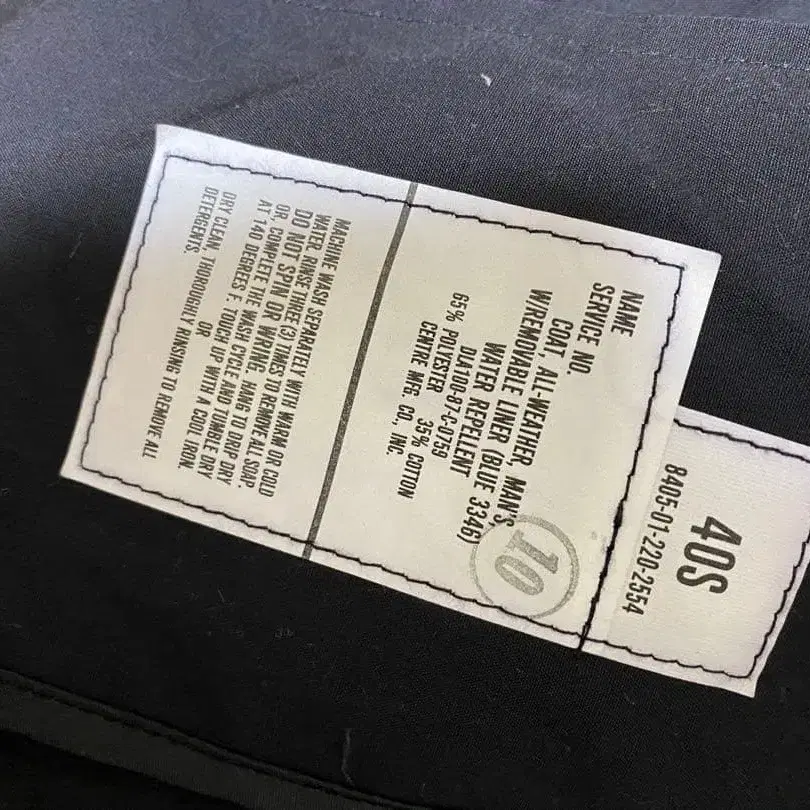 40S
8405-01-220-2554
NAME
SERVICE NO.
COAT, ALL-WEATHER, MAN'S,
W/REMOVABLE LINER (BLUE 3346),
WATER REPELLENT
DLA100-87-C-0759
65% POLYESTER 35% COTTON
CENTRE MFG. CO., INC.
10
MACHINE WASH SEPARATELY WITH WARM OR COLD
WATER. RINSE THREE (3) TIMES TO REMOVE ALL SOAP.
DO NOT SPIN OR WRING. HANG TO DROP DRY
OR, COMPLETE THE WASH CYCLE AND TUMBLE DRY
AT 140 DEGREES F. TOUCH UP WITH A COOL IRON.
OR
DRY CLEAN, THOROUGHLY RINSING TO REMOVE ALL
DETERGENTS.